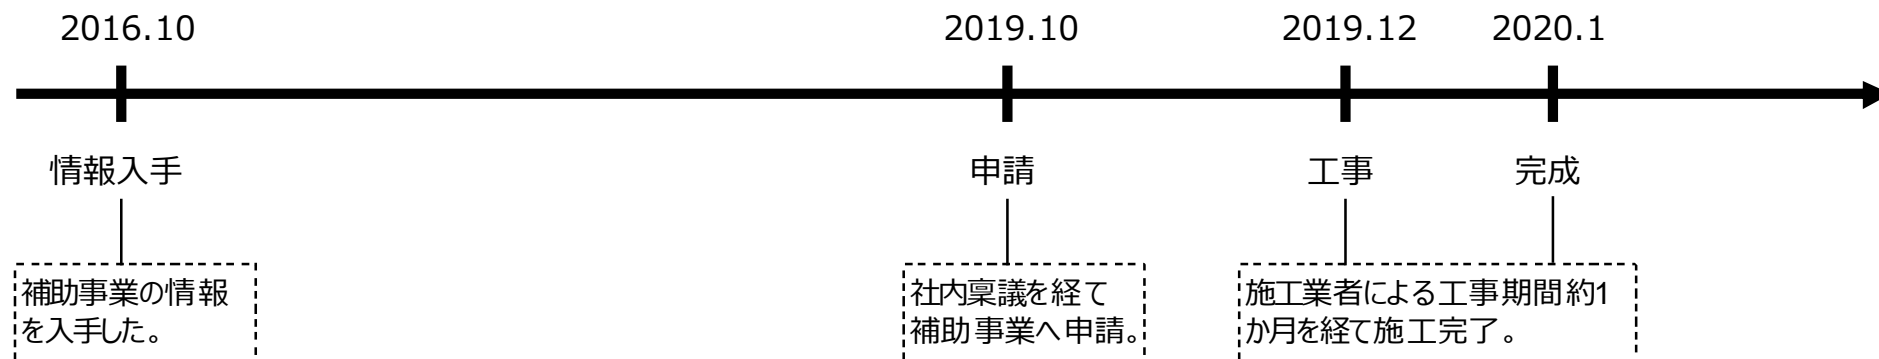 2016.10
2019.10
2019.12
2020.1
情報入手
申請
工事
完成
補助事業の情報
を入手した。
社内稟議を経て
補助事業へ申請。
施工業者による工事期間約1
か月を経て施工完了。